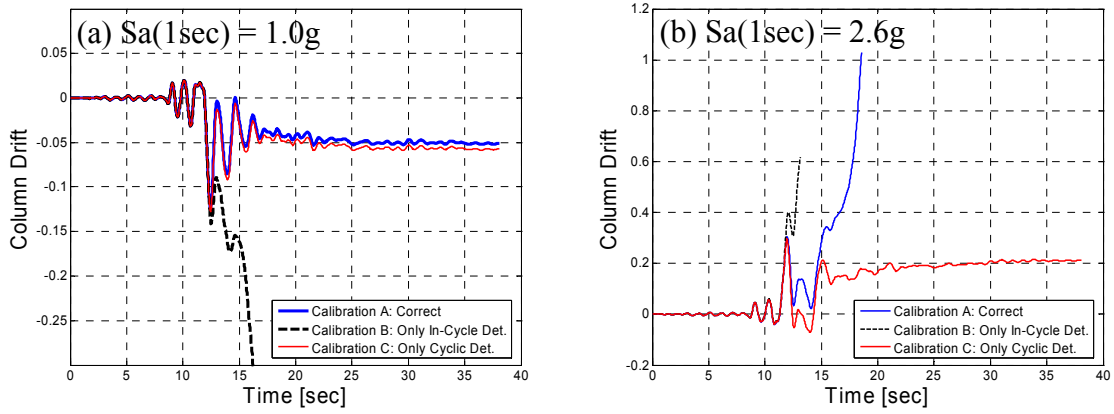 (a) Sa(1sec) = 1.0g
0.05
0
-0.05
-0.1
-0.15
-0.2
-0.25
Column Drift
Calibration A: Correct
Calibration B: Only In-Cycle Det.
Calibration C: Only Cyclic Det.
0 5 10 15 20 25 30 35 40
Time [sec]
(b) Sa(1sec) = 2.6g
1.2
1
0.8
0.6
0.4
0.2
0
-0.2
Column Drift
Calibration A: Correct
Calibration B: Only In-Cycle Det.
Calibration C: Only Cyclic Det.
0 5 10 15 20 25 30 35 40
Time [sec]